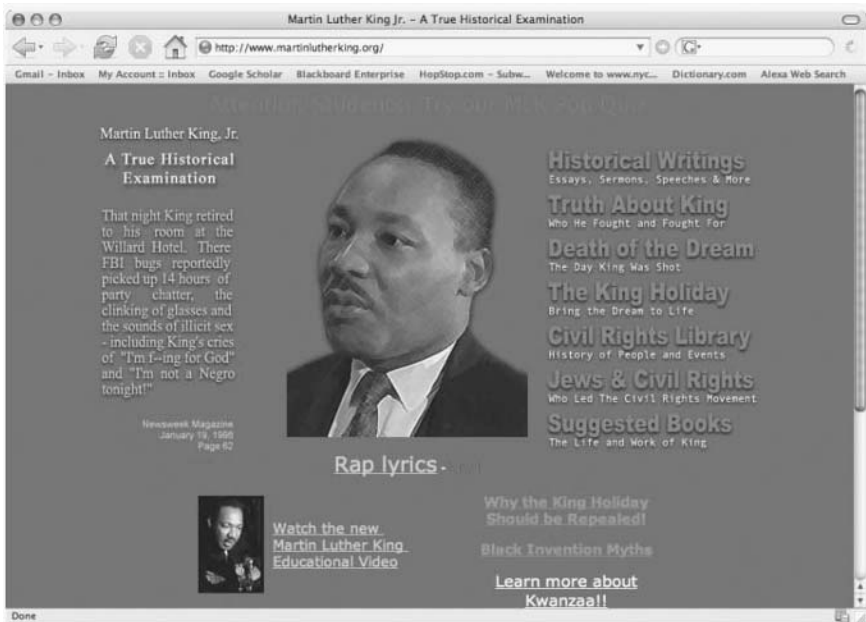 Martin Luther King Jr. – A True Historical Examination
http://www.martinlutherking.org/
Gmail - Inbox My Account :: Inbox Google Scholar Blackboard Enterprise HopStop.com - Subw... Welcome to www.nyc... Dictionary.com Alexa Web Search
Attention Students: Try our MLK Pop Quiz
Martin Luther King, Jr.
A True Historical
Examination
That night King retired
to his room at the
Willard Hotel. There
FBI bugs reportedly
picked up 14 hours of
party chatter, the
clinking of glasses and
the sounds of illicit sex
- including King's cries
of "I'm f--ing for God"
and "I'm not a Negro
tonight!"
Newsweek Magazine
January 19, 1998
Page 62
Historical Writings
Essays, Sermons, Speeches & More
Truth About King
Who He Fought and Fought For
Death of the Dream
The Day King Was Shot
The King Holiday
Bring the Dream to Life
Civil Rights Library
History of People and Events
Jews & Civil Rights
Who Led The Civil Rights Movement
Suggested Books
The Life and Work of King
Rap lyrics -
Watch the new
Martin Luther King
Educational Video
Why the King Holiday
Should be Repealed!
Black Invention Myths
Learn more about
Kwanzaa!!
Done